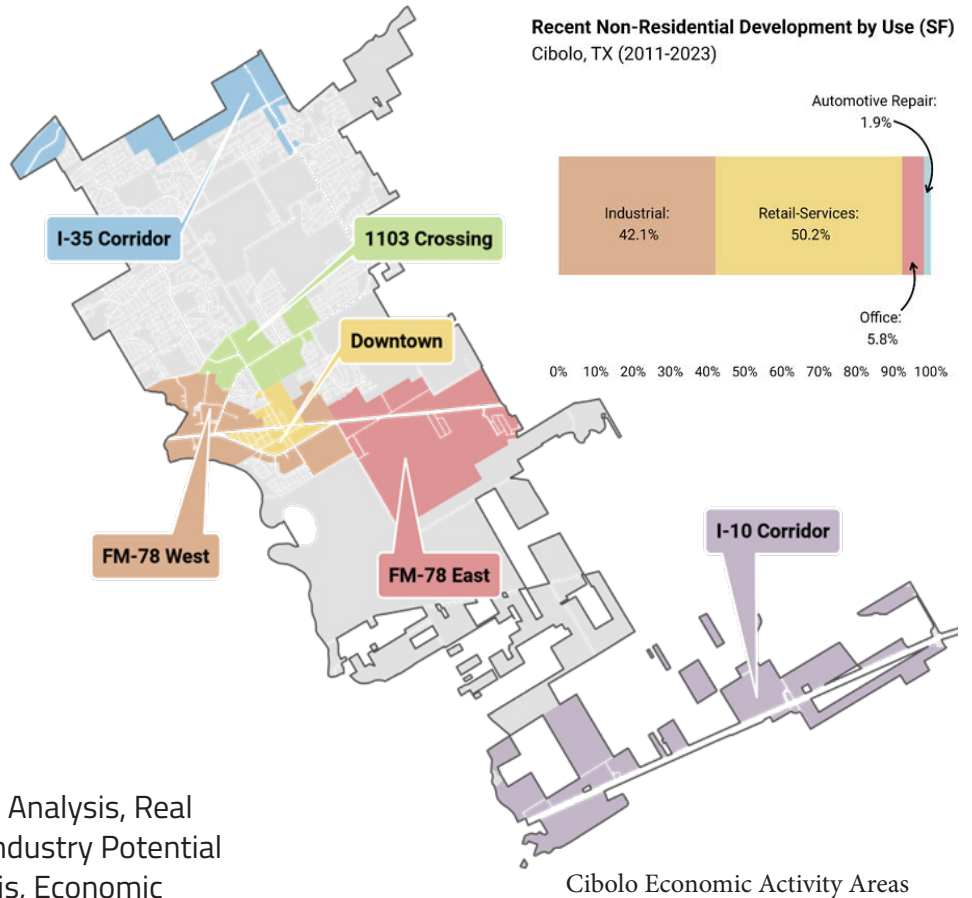 Recent Non-Residential Development by Use (SF)
Cibolo, TX (2011-2023)
Automotive Repair:
1.9%
Industrial:
42.1%
Retail-Services:
50.2%
Office:
5.8%
0% 10% 20% 30% 40% 50% 60% 70% 80% 90% 100%
I-35 Corridor
1103 Crossing
Downtown
FM-78 West
FM-78 East
I-10 Corridor
Analysis, Real
ndustry Potential
is, Economic
Cibolo Economic Activity Areas